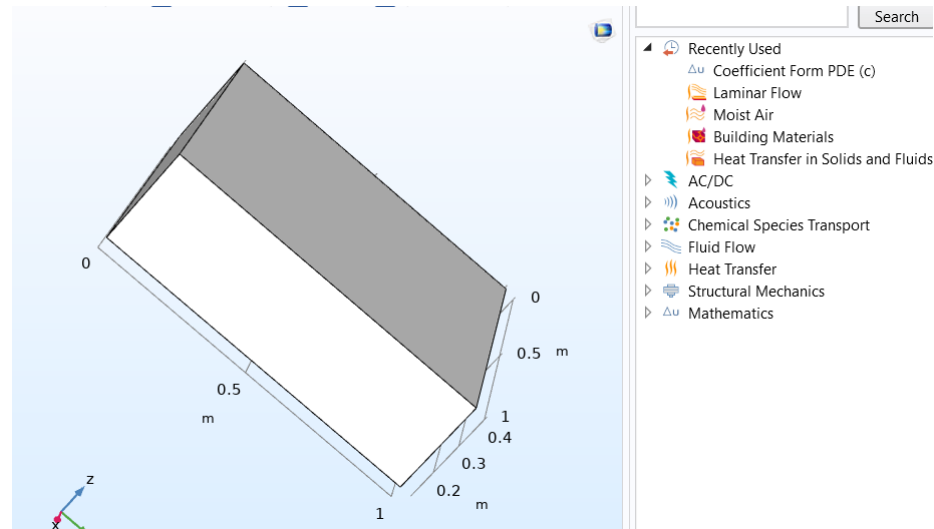 Search
Recently Used
Δu Coefficient Form PDE (c)
Laminar Flow
Moist Air
Building Materials
Heat Transfer in Solids and Fluids
AC/DC
Acoustics
Chemical Species Transport
Fluid Flow
Heat Transfer
Structural Mechanics
Δu Mathematics
0
0.5
m
1
0
0.5 m
1
0.4
0.3
0.2
m
z
x